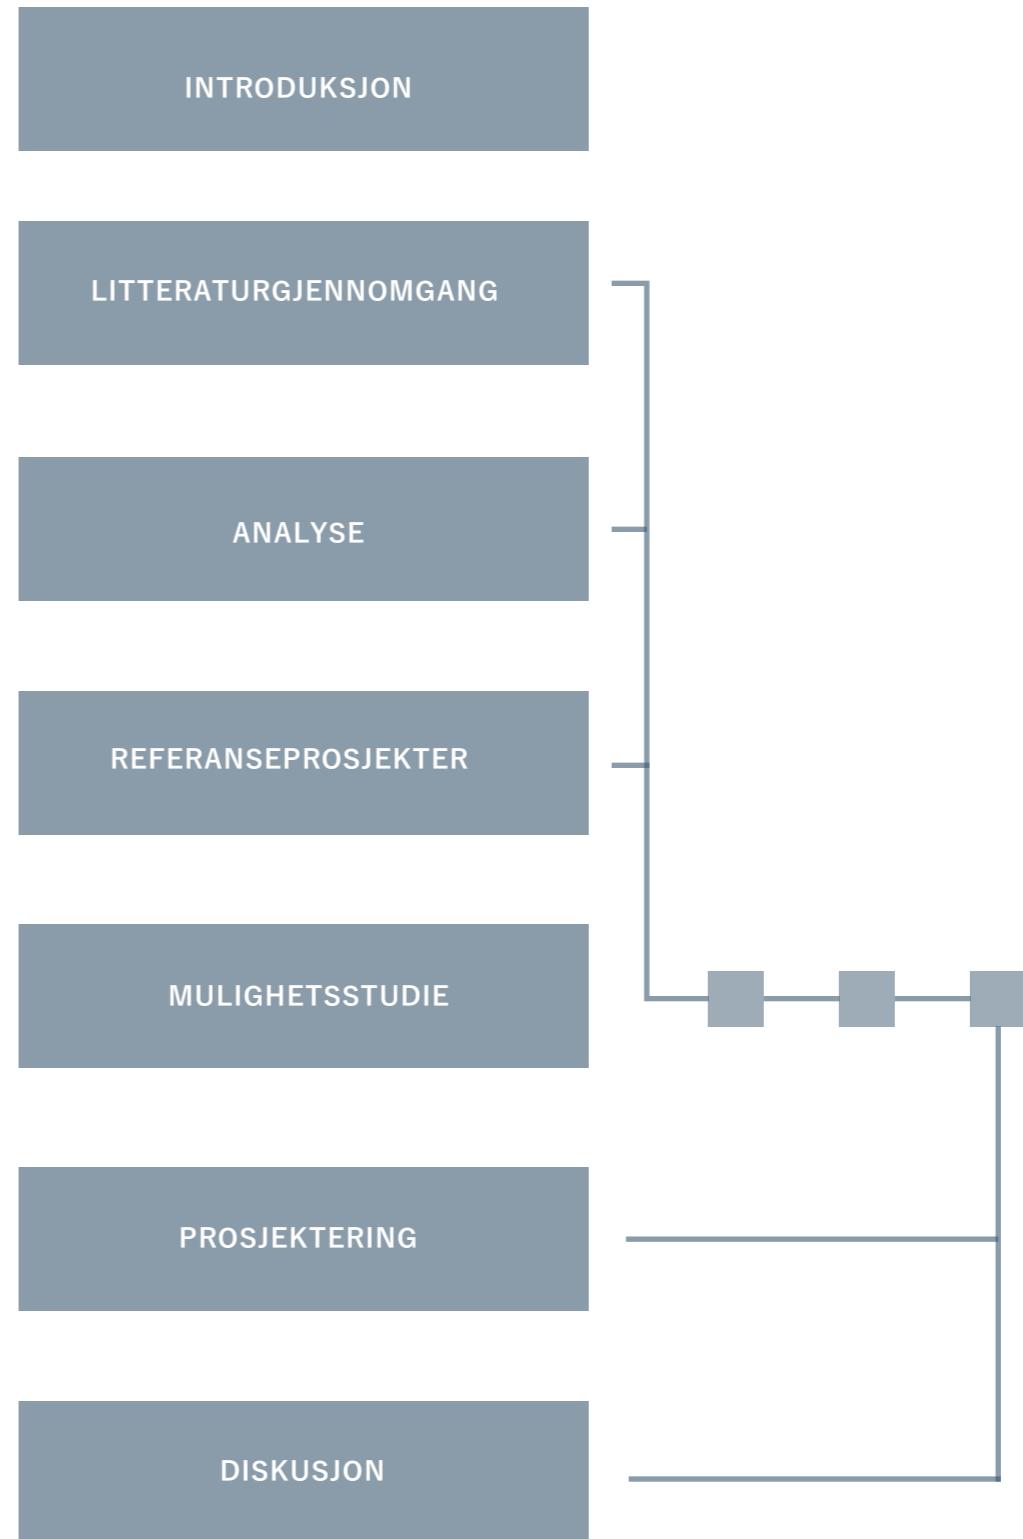 INTRODUKSJON
LITTERATURGJENNOMGANG
ANALYSE
REFERANSEPROSJEKTER
MULIGHETSSTUDIE
PROSJEKTERING
DISKUSJON